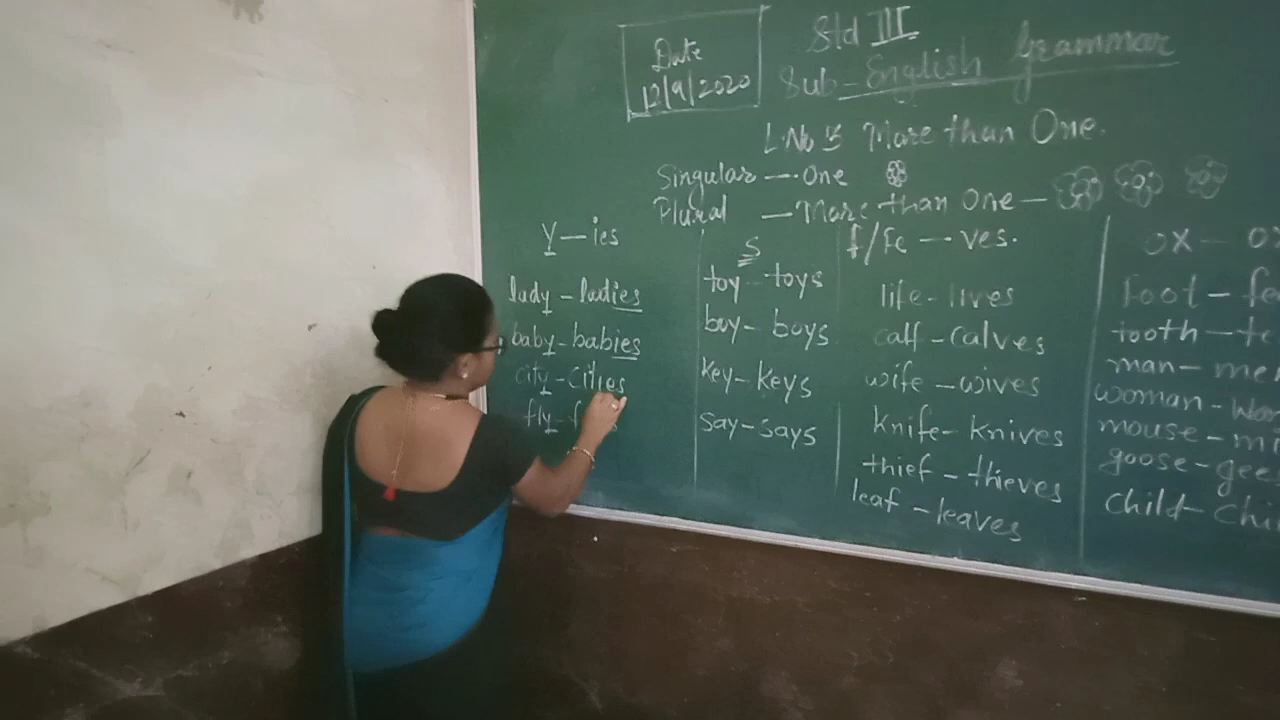 Date
12/9/2020
Std III
Sub - English Grammar
L.No 15 More than One.
Singular — One
Plural — More than One —
Y — ies
lady - ladies
baby - babies
city - cities
fly -
S
toy - toys
boy - boys
key - keys
say - says
f/fe — ves.
life - lives
calf - calves
wife - wives
Knife - Knives
thief - thieves
leaf - leaves
ox -
Foot -
tooth -
man -
woman -
mouse -
goose -
child -